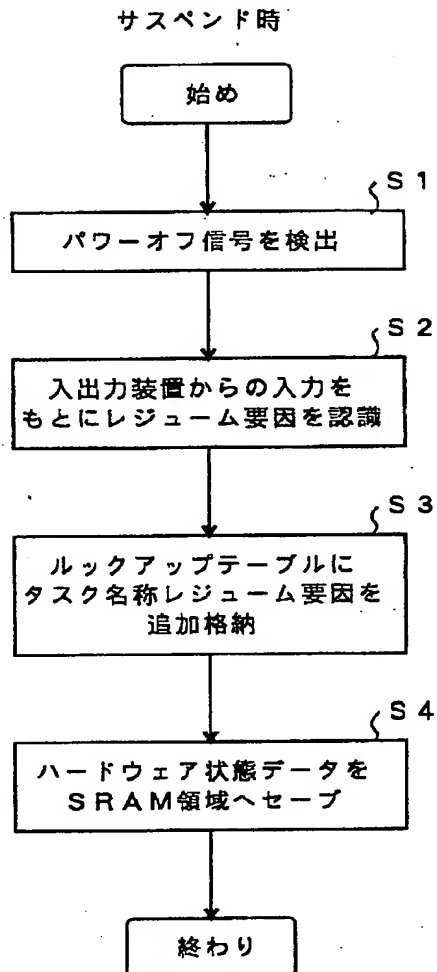 サスペンド時
始め
S1
パワーオフ信号を検出
S2
入出力装置からの入力を
もとにレジューム要因を認識
S3
ルックアップテーブルに
タスク名称レジューム要因を
追加格納
S4
ハードウェア状態データを
SRAM領域へセーブ
終わり